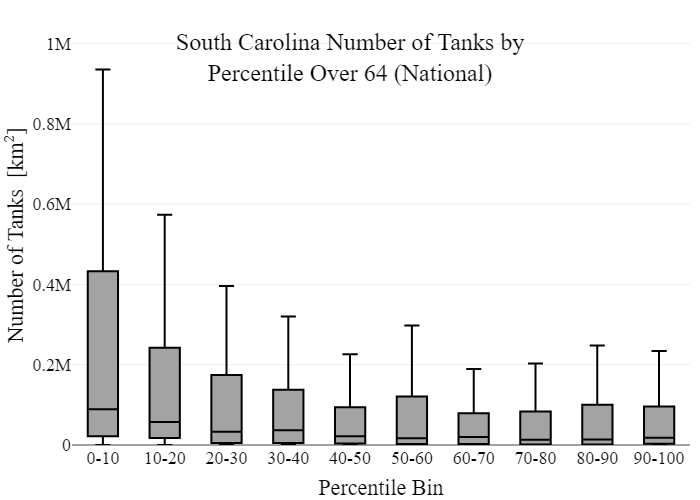 South Carolina Number of Tanks by
Percentile Over 64 (National)
Number of Tanks [km²]
1M
0.8M
0.6M
0.4M
0.2M
0
0-10 10-20 20-30 30-40 40-50 50-60 60-70 70-80 80-90 90-100
Percentile Bin